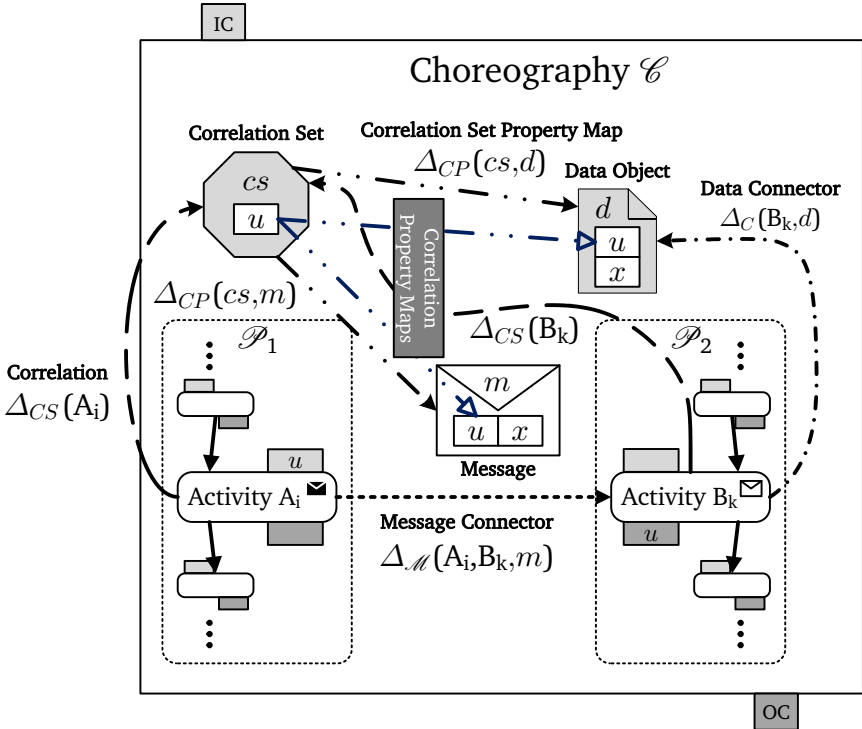 IC
Choreography 𝒞
Correlation Set
Correlation Set Property Map
Δ_CP(cs,d)
Data Object
Data Connector
Δ_C(B_k,d)
cs
u
d
u
x
Correlation
Property Maps
Δ_CP(cs,m)
Δ_CS(B_k)
𝒫_1
𝒫_2
Correlation
Δ_CS(A_i)
m
u x
Message
u
Activity A_i
Activity B_k
u
Message Connector
Δ_ℳ(A_i,B_k,m)
OC